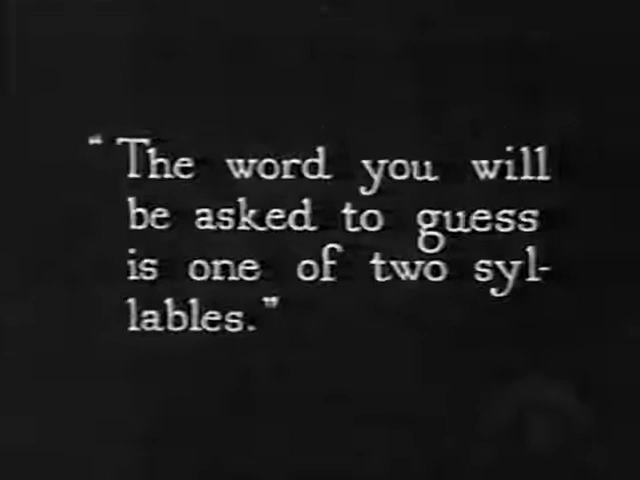 "The word you will
be asked to guess
is one of two syl-
lables."